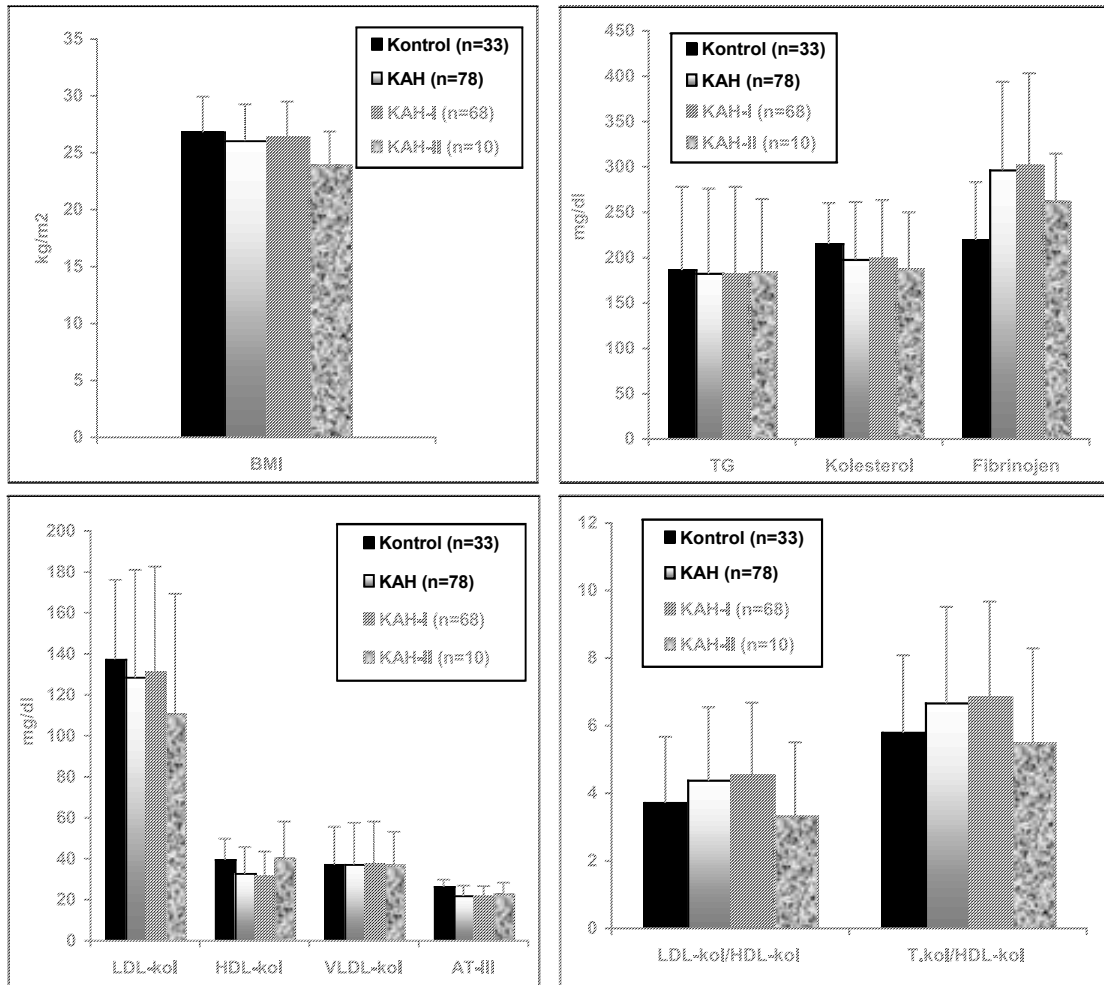 35
30
25
20
15
10
5
0
kg/m2
BMI
Kontrol (n=33)
KAH (n=78)
KAH-I (n=68)
KAH-II (n=10)
450
400
350
300
250
200
150
100
50
0
mg/dl
TG Kolesterol Fibrinojen
Kontrol (n=33)
KAH (n=78)
KAH-I (n=68)
KAH-II (n=10)
200
180
160
140
120
100
80
60
40
20
0
mg/dl
LDL-kol HDL-kol VLDL-kol AT-III
Kontrol (n=33)
KAH (n=78)
KAH-I (n=68)
KAH-II (n=10)
12
10
8
6
4
2
0
LDL-kol/HDL-kol T.kol/HDL-kol
Kontrol (n=33)
KAH (n=78)
KAH-I (n=68)
KAH-II (n=10)